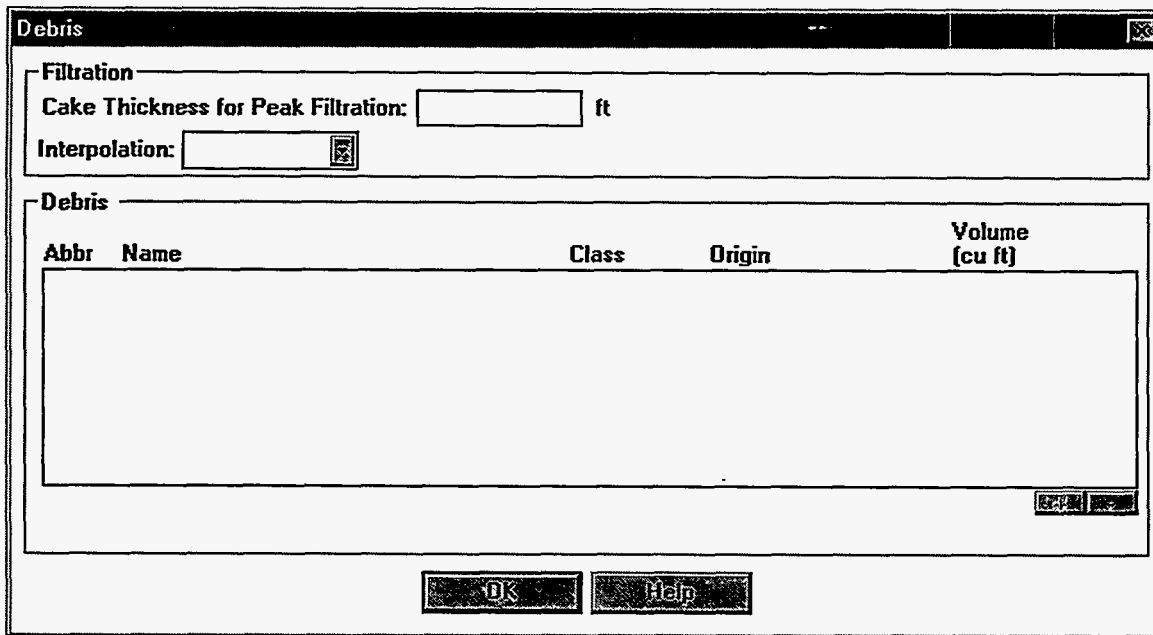 Debris
Filtration
Cake Thickness for Peak Filtration: ft
Interpolation:
Debris
Abbr Name Class Origin Volume (cu ft)
OK Help